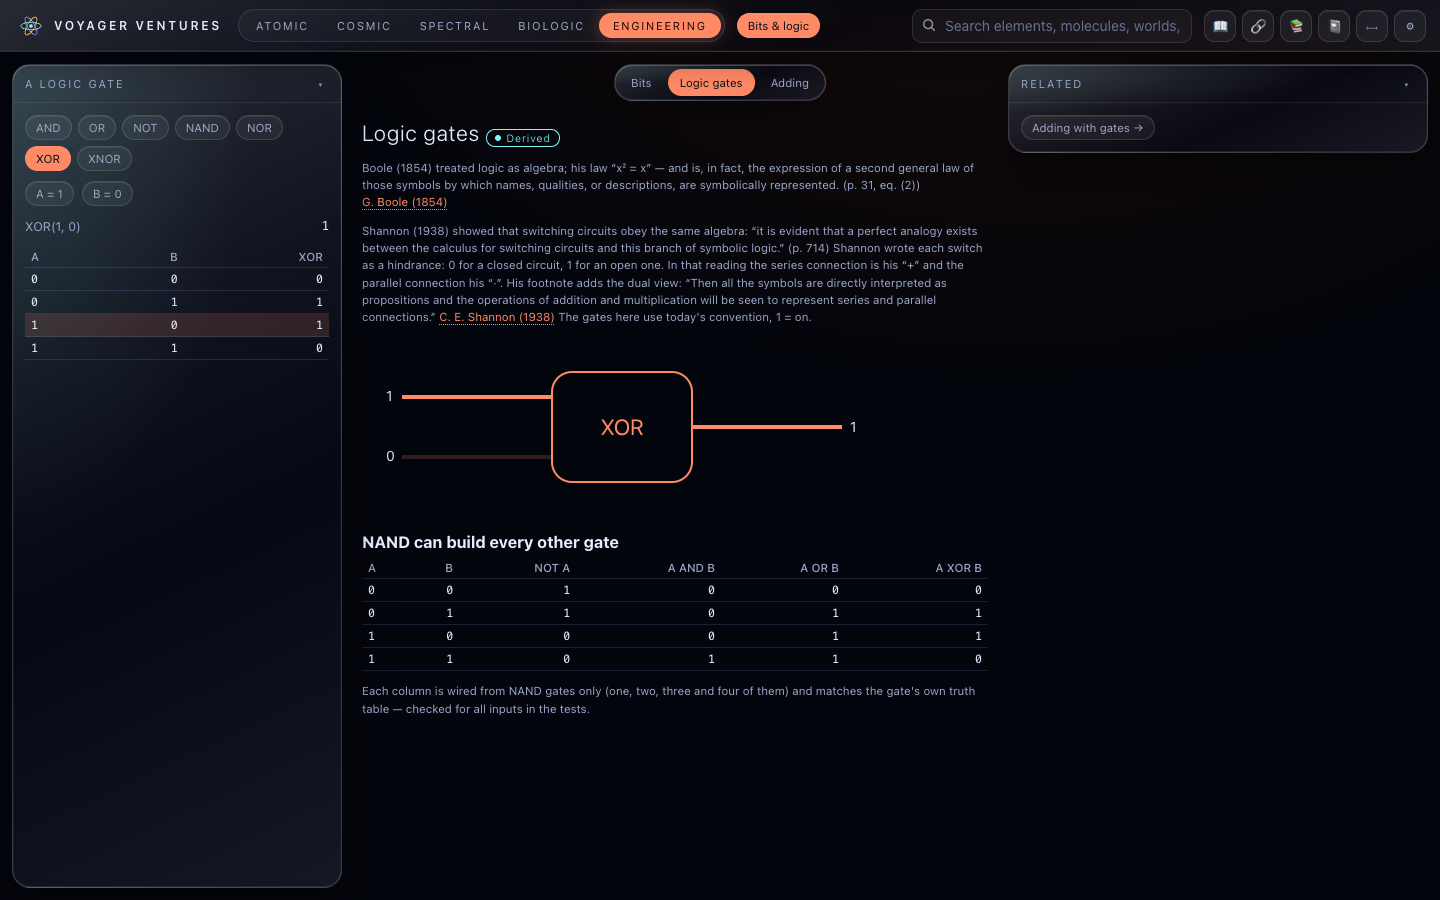 VOYAGER VENTURES
ATOMIC COSMIC SPECTRAL BIOLOGIC ENGINEERING Bits & logic
Search elements, molecules, worlds,
A LOGIC GATE
AND OR NOT NAND NOR
XOR XNOR
A = 1 B = 0
XOR(1, 0) 1
A B XOR
0 0 0
0 1 1
1 0 1
1 1 0
Bits Logic gates Adding
Logic gates Derived
Boole (1854) treated logic as algebra; his law “x² = x” — and is, in fact, the expression of a second general law of
those symbols by which names, qualities, or descriptions, are symbolically represented. (p. 31, eq. (2))
G. Boole (1854)
Shannon (1938) showed that switching circuits obey the same algebra: “it is evident that a perfect analogy exists
between the calculus for switching circuits and this branch of symbolic logic.” (p. 714) Shannon wrote each switch
as a hindrance: 0 for a closed circuit, 1 for an open one. In that reading the series connection is his “+” and the
parallel connection his “·”. His footnote adds the dual view: “Then all the symbols are directly interpreted as
propositions and the operations of addition and multiplication will be seen to represent series and parallel
connections.” C. E. Shannon (1938) The gates here use today's convention, 1 = on.
1
XOR
1
0
NAND can build every other gate
A B NOT A A AND B A OR B A XOR B
0 0 1 0 0 0
0 1 1 0 1 1
1 0 0 0 1 1
1 1 0 1 1 0
Each column is wired from NAND gates only (one, two, three and four of them) and matches the gate's own truth
table — checked for all inputs in the tests.
RELATED
Adding with gates →